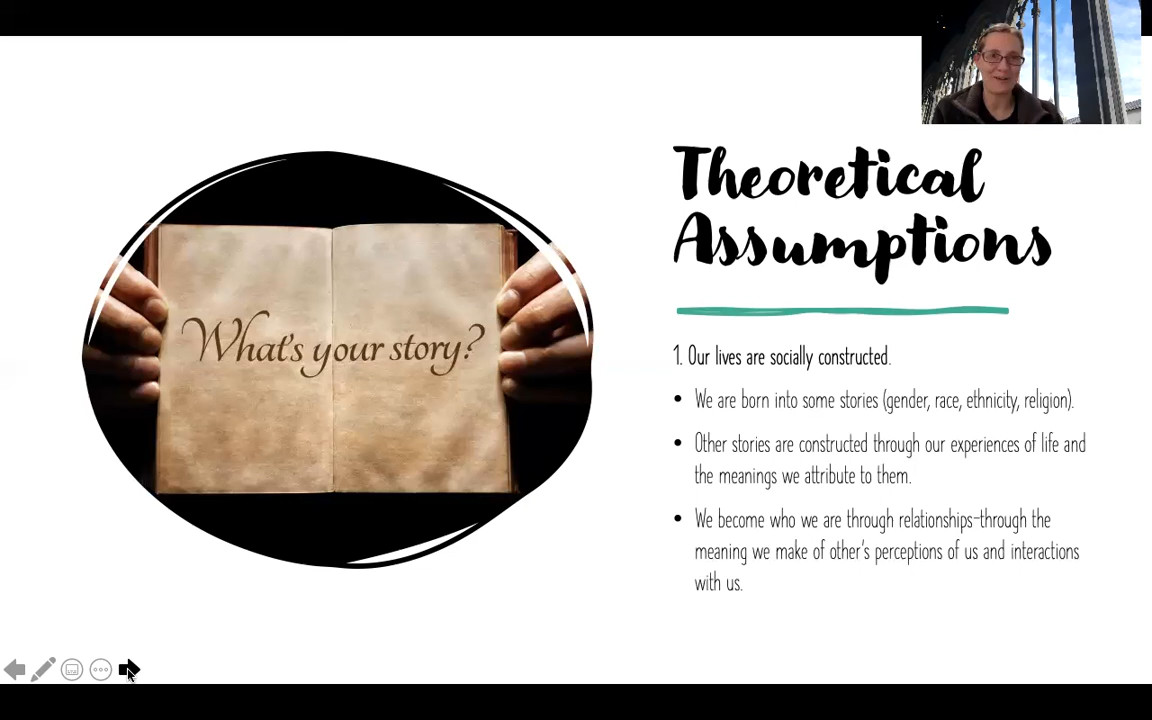 Theoretical
Assumptions
What's your story?
1. Our lives are socially constructed.
• We are born into some stories (gender, race, ethnicity, religion).
• Other stories are constructed through our experiences of life and
the meanings we attribute to them.
• We become who we are through relationships-through the
meaning we make of other's perceptions of us and interactions
with us.